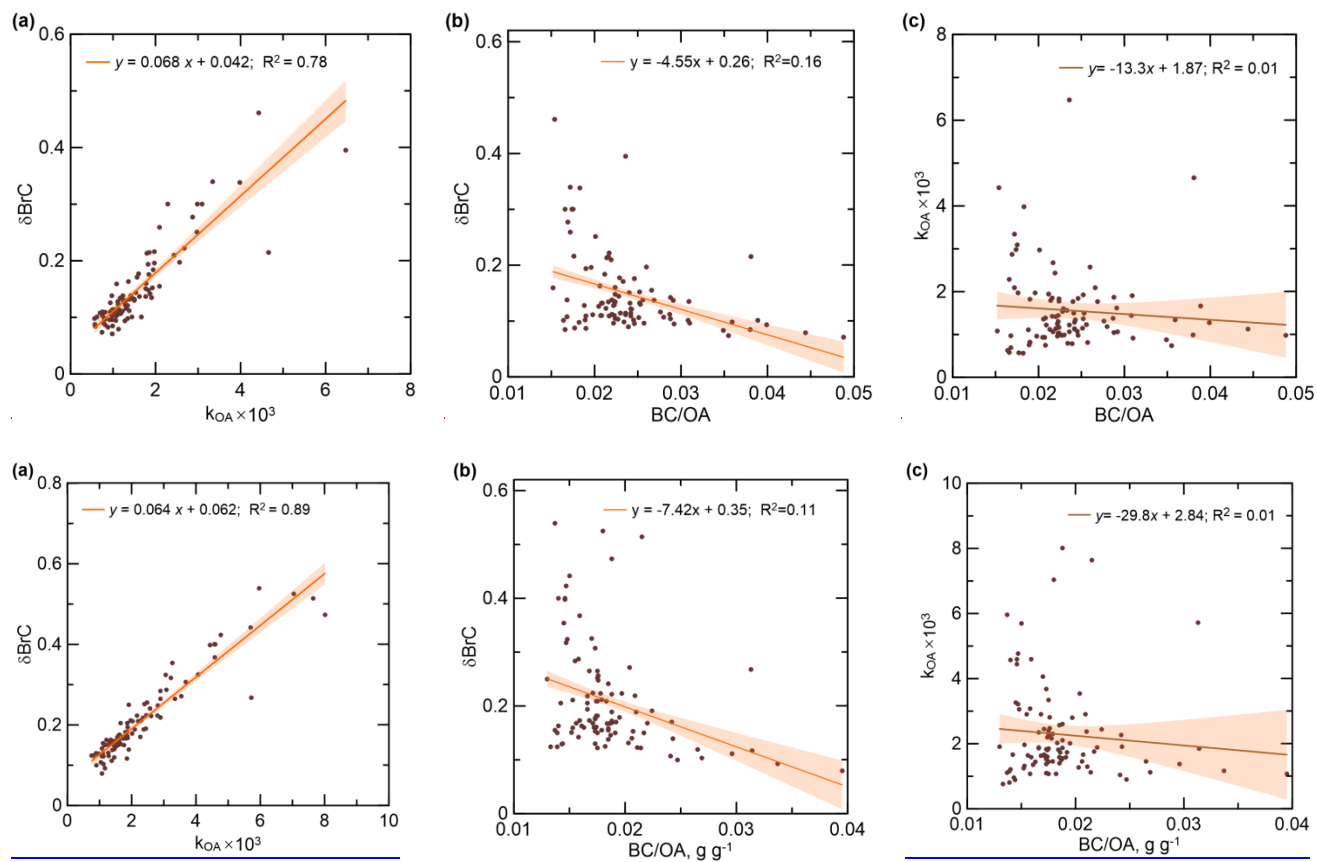 (a)
y = 0.068 x + 0.042; R² = 0.78
0.6
0.4
0.2
0
δBrC
0 2 4 6 8
kOA × 10³
(b)
y = -4.55x + 0.26; R²=0.16
0.6
0.4
0.2
0
δBrC
0.01 0.02 0.03 0.04 0.05
BC/OA
(c)
y= -13.3x + 1.87; R² = 0.01
8
6
4
2
0
kOA × 10³
0.01 0.02 0.03 0.04 0.05
BC/OA
(a)
y = 0.064 x + 0.062; R² = 0.89
0.8
0.6
0.4
0.2
0
δBrC
0 2 4 6 8 10
kOA × 10³
(b)
y = -7.42x + 0.35; R²=0.11
0.6
0.4
0.2
0
δBrC
0.01 0.02 0.03 0.04
BC/OA, g g⁻¹
(c)
y= -29.8x + 2.84; R² = 0.01
10
8
6
4
2
0
kOA × 10³
0.01 0.02 0.03 0.04
BC/OA, g g⁻¹